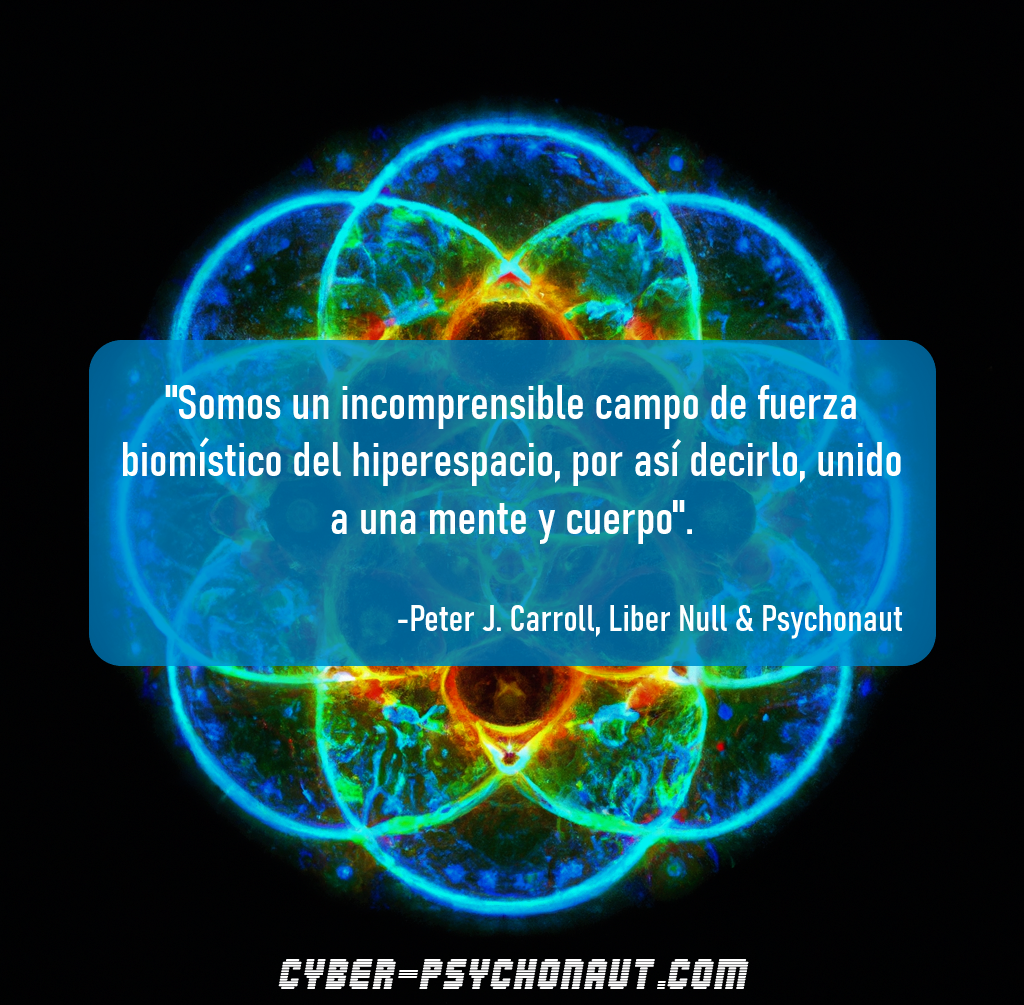 "Somos un incomprensible campo de fuerza
biomístico del hiperespacio, por así decirlo, unido
a una mente y cuerpo".
-Peter J. Carroll, Liber Null & Psychonaut
CYBER-PSYCHONAUT.COM